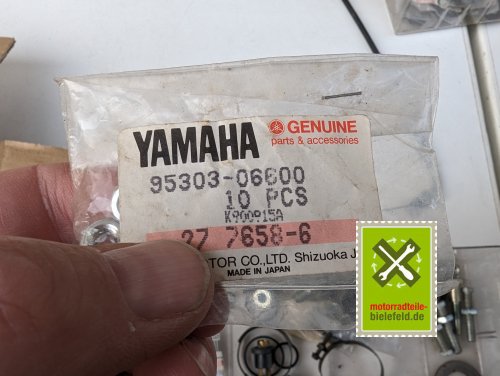 YAMAHA
GENUINE
parts & accessories
95303-06600
10 PCS
K900915A
27 7658-6
TOR CO.,LTD. Shizuoka J
MADE IN JAPAN
motorradteile-
bielefeld.de